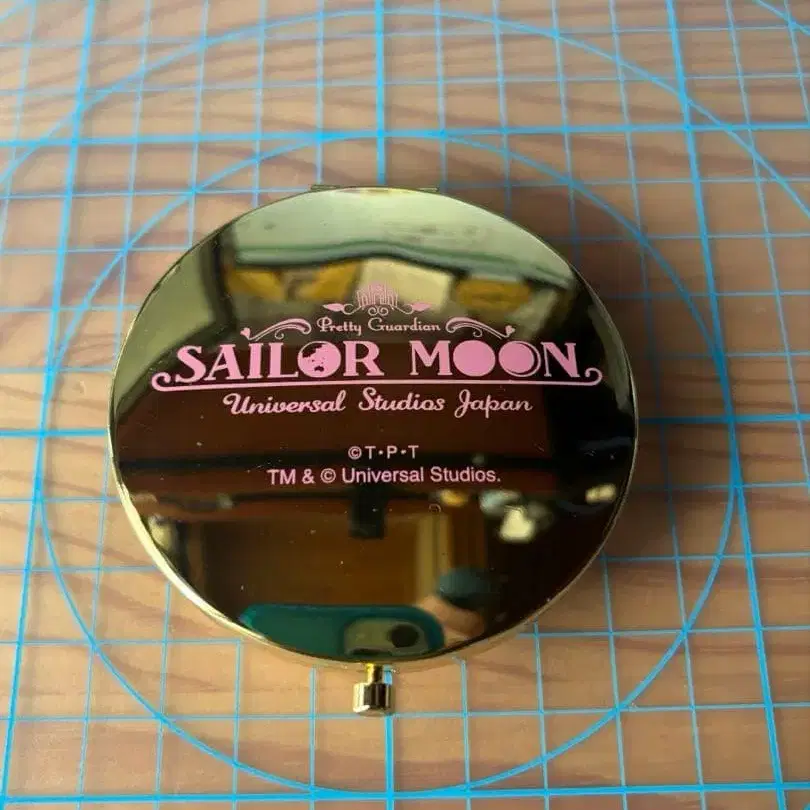 Pretty Guardian
SAILOR MOON
Universal Studios Japan
©T•P•T
TM & © Universal Studios.